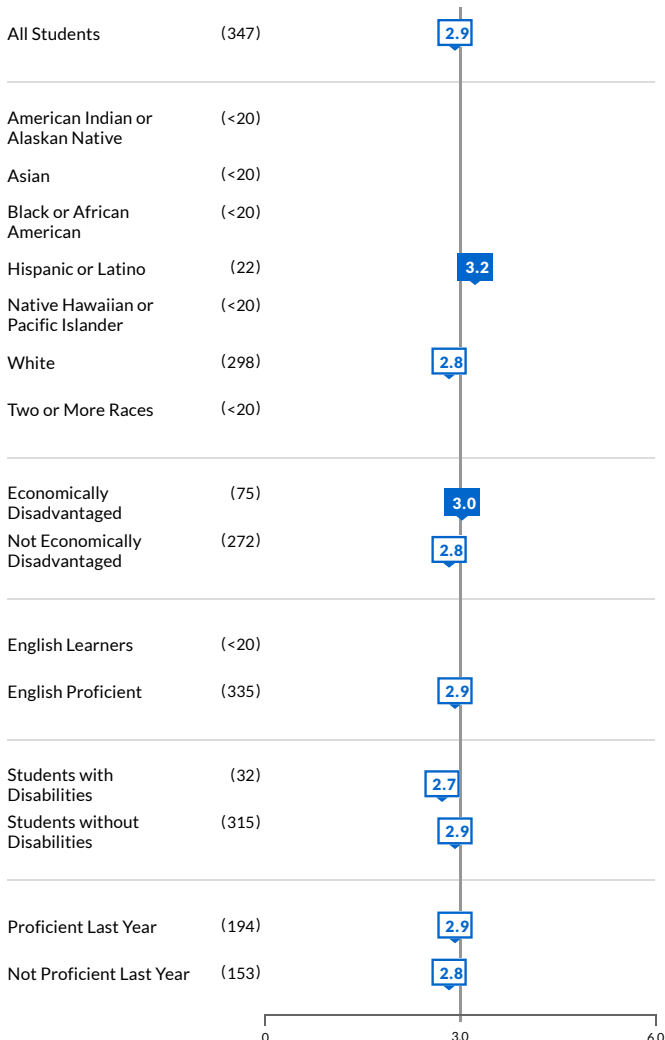 All Students (347) 2.9
American Indian or (<20)
Alaskan Native
Asian (<20)
Black or African (<20)
American
Hispanic or Latino (22) 3.2
Native Hawaiian or (<20)
Pacific Islander
White (298) 2.8
Two or More Races (<20)
Economically (75) 3.0
Disadvantaged
Not Economically (272) 2.8
Disadvantaged
English Learners (<20)
English Proficient (335) 2.9
Students with (32) 2.7
Disabilities
Students without (315) 2.9
Disabilities
Proficient Last Year (194) 2.9
Not Proficient Last Year (153) 2.8
0 3.0 6.0